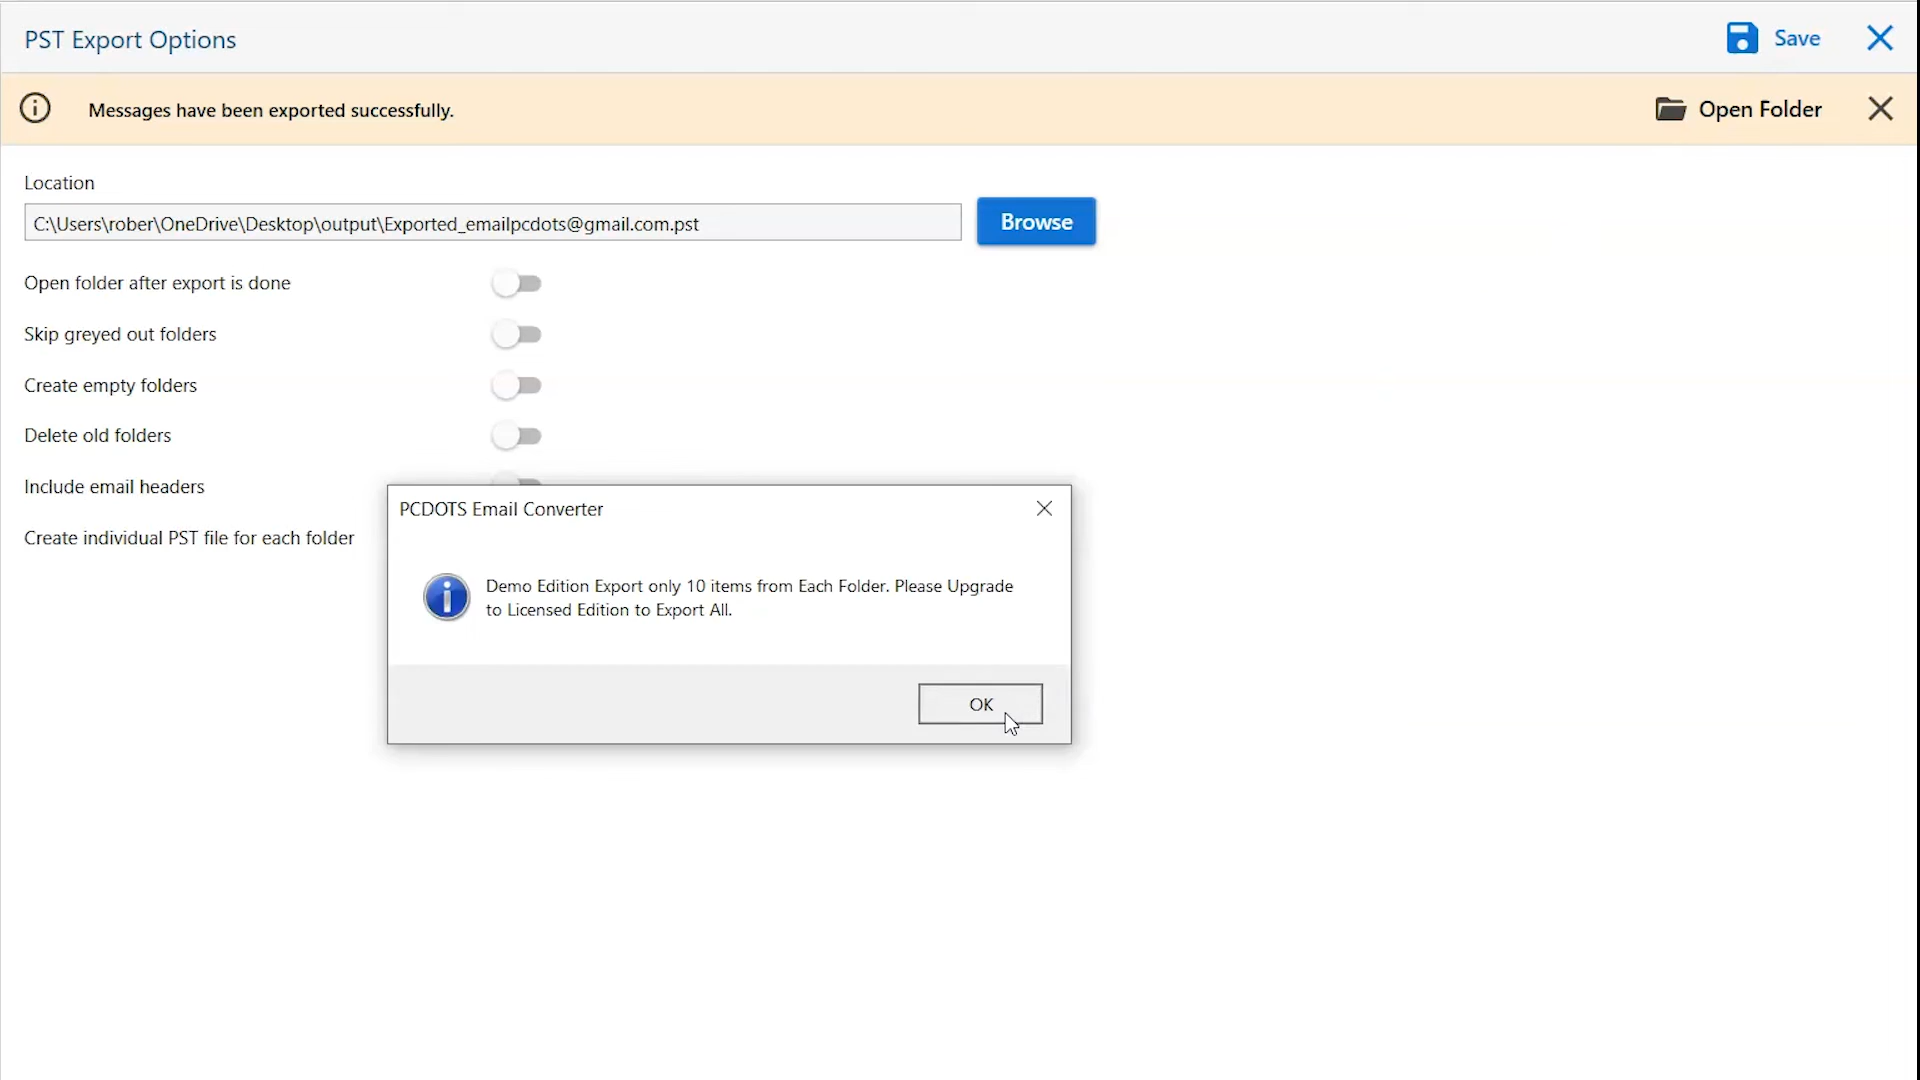 PST Export Options
Save
Messages have been exported successfully.
Open Folder
Location
C:\Users\rober\OneDrive\Desktop\output\Exported_emailpcdots@gmail.com.pst
Browse
Open folder after export is done
Skip greyed out folders
Create empty folders
Delete old folders
Include email headers
Create individual PST file for each folder
PCDOTS Email Converter
Demo Edition Export only 10 items from Each Folder. Please Upgrade
to Licensed Edition to Export All.
OK